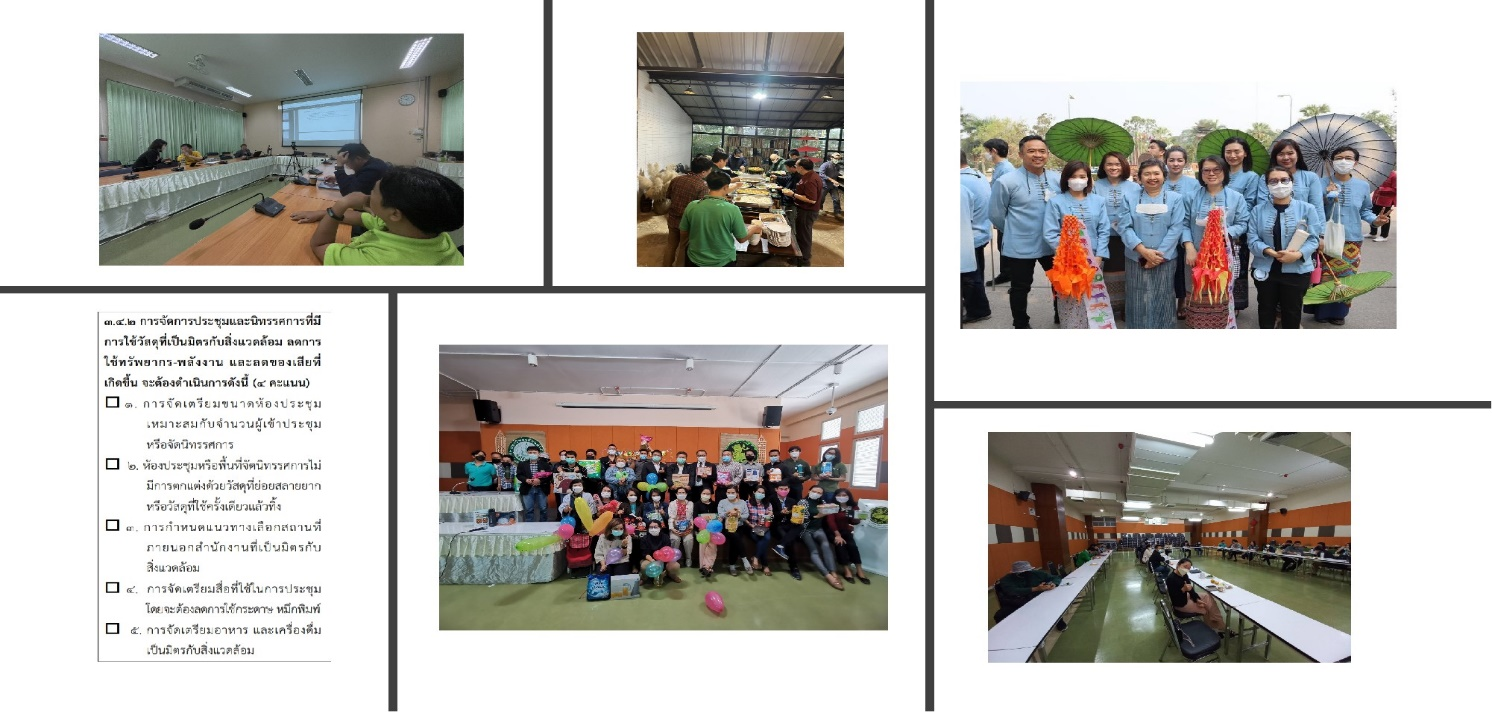 ๓.๔.๒ การจัดการประชุมและนิทรรศการที่มี
การใช้วัสดุที่เป็นมิตรกับสิ่งแวดล้อม ลดการ
ใช้ทรัพยากร-พลังงาน และลดของเสียที่
เกิดขึ้น จะต้องดำเนินการดังนี้ (๔ คะแนน)
๑. การจัดเตรียมขนาดห้องประชุม
เหมาะสมกับจำนวนผู้เข้าประชุม
หรือจัดนิทรรศการ
๒. ห้องประชุมหรือพื้นที่จัดนิทรรศการไม่
มีการตกแต่งด้วยวัสดุที่ย่อยสลายยาก
หรือวัสดุที่ใช้ครั้งเดียวแล้วทิ้ง
๓. การกำหนดแนวทางเลือกสถานที่
ภายนอกสำนักงานที่เป็นมิตรกับ
สิ่งแวดล้อม
๔. การจัดเตรียมสื่อที่ใช้ในการประชุม
โดยจะต้องลดการใช้กระดาษ หมึกพิมพ์
๕. การจัดเตรียมอาหาร และเครื่องดื่ม
เป็นมิตรกับสิ่งแวดล้อม